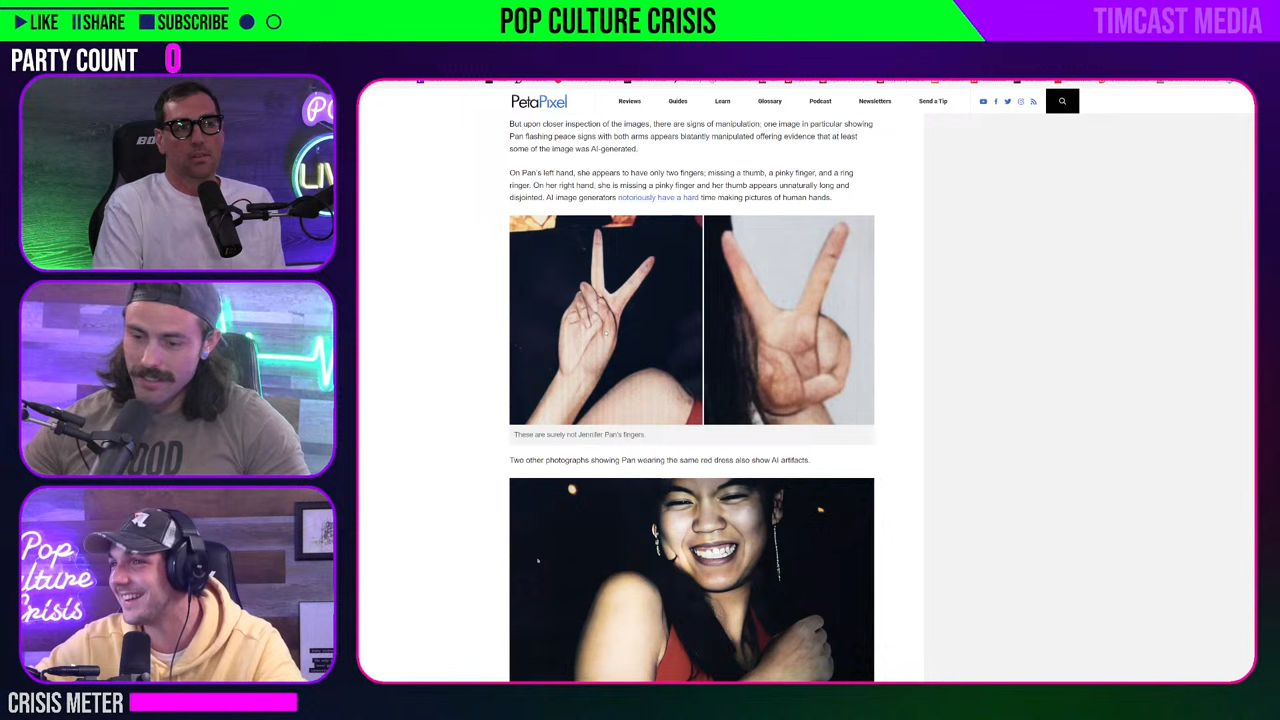 LIKE SHARE SUBSCRIBE
POP CULTURE CRISIS
TIMCAST MEDIA
PARTY COUNT 0
LIV
PetaPixel
Reviews Guides Learn Glossary Podcast Newsletters Send a Tip
But upon closer inspection of the images, there are signs of manipulation; one image in particular showing
Pan flashing peace signs with both arms appears blatantly manipulated offering evidence that at least
some of the image was AI-generated.
On Pan's left hand, she appears to have only two fingers; missing a thumb, a pinky finger, and a ring
ringer. On her right hand, she is missing a pinky finger and her thumb appears unnaturally long and
disjointed. AI image generators notoriously have a hard time making pictures of human hands.
These are surely not Jennifer Pan's fingers.
Two other photographs showing Pan wearing the same red dress also show AI artifacts.
Pop
ulture
Crisis
CRISIS METER